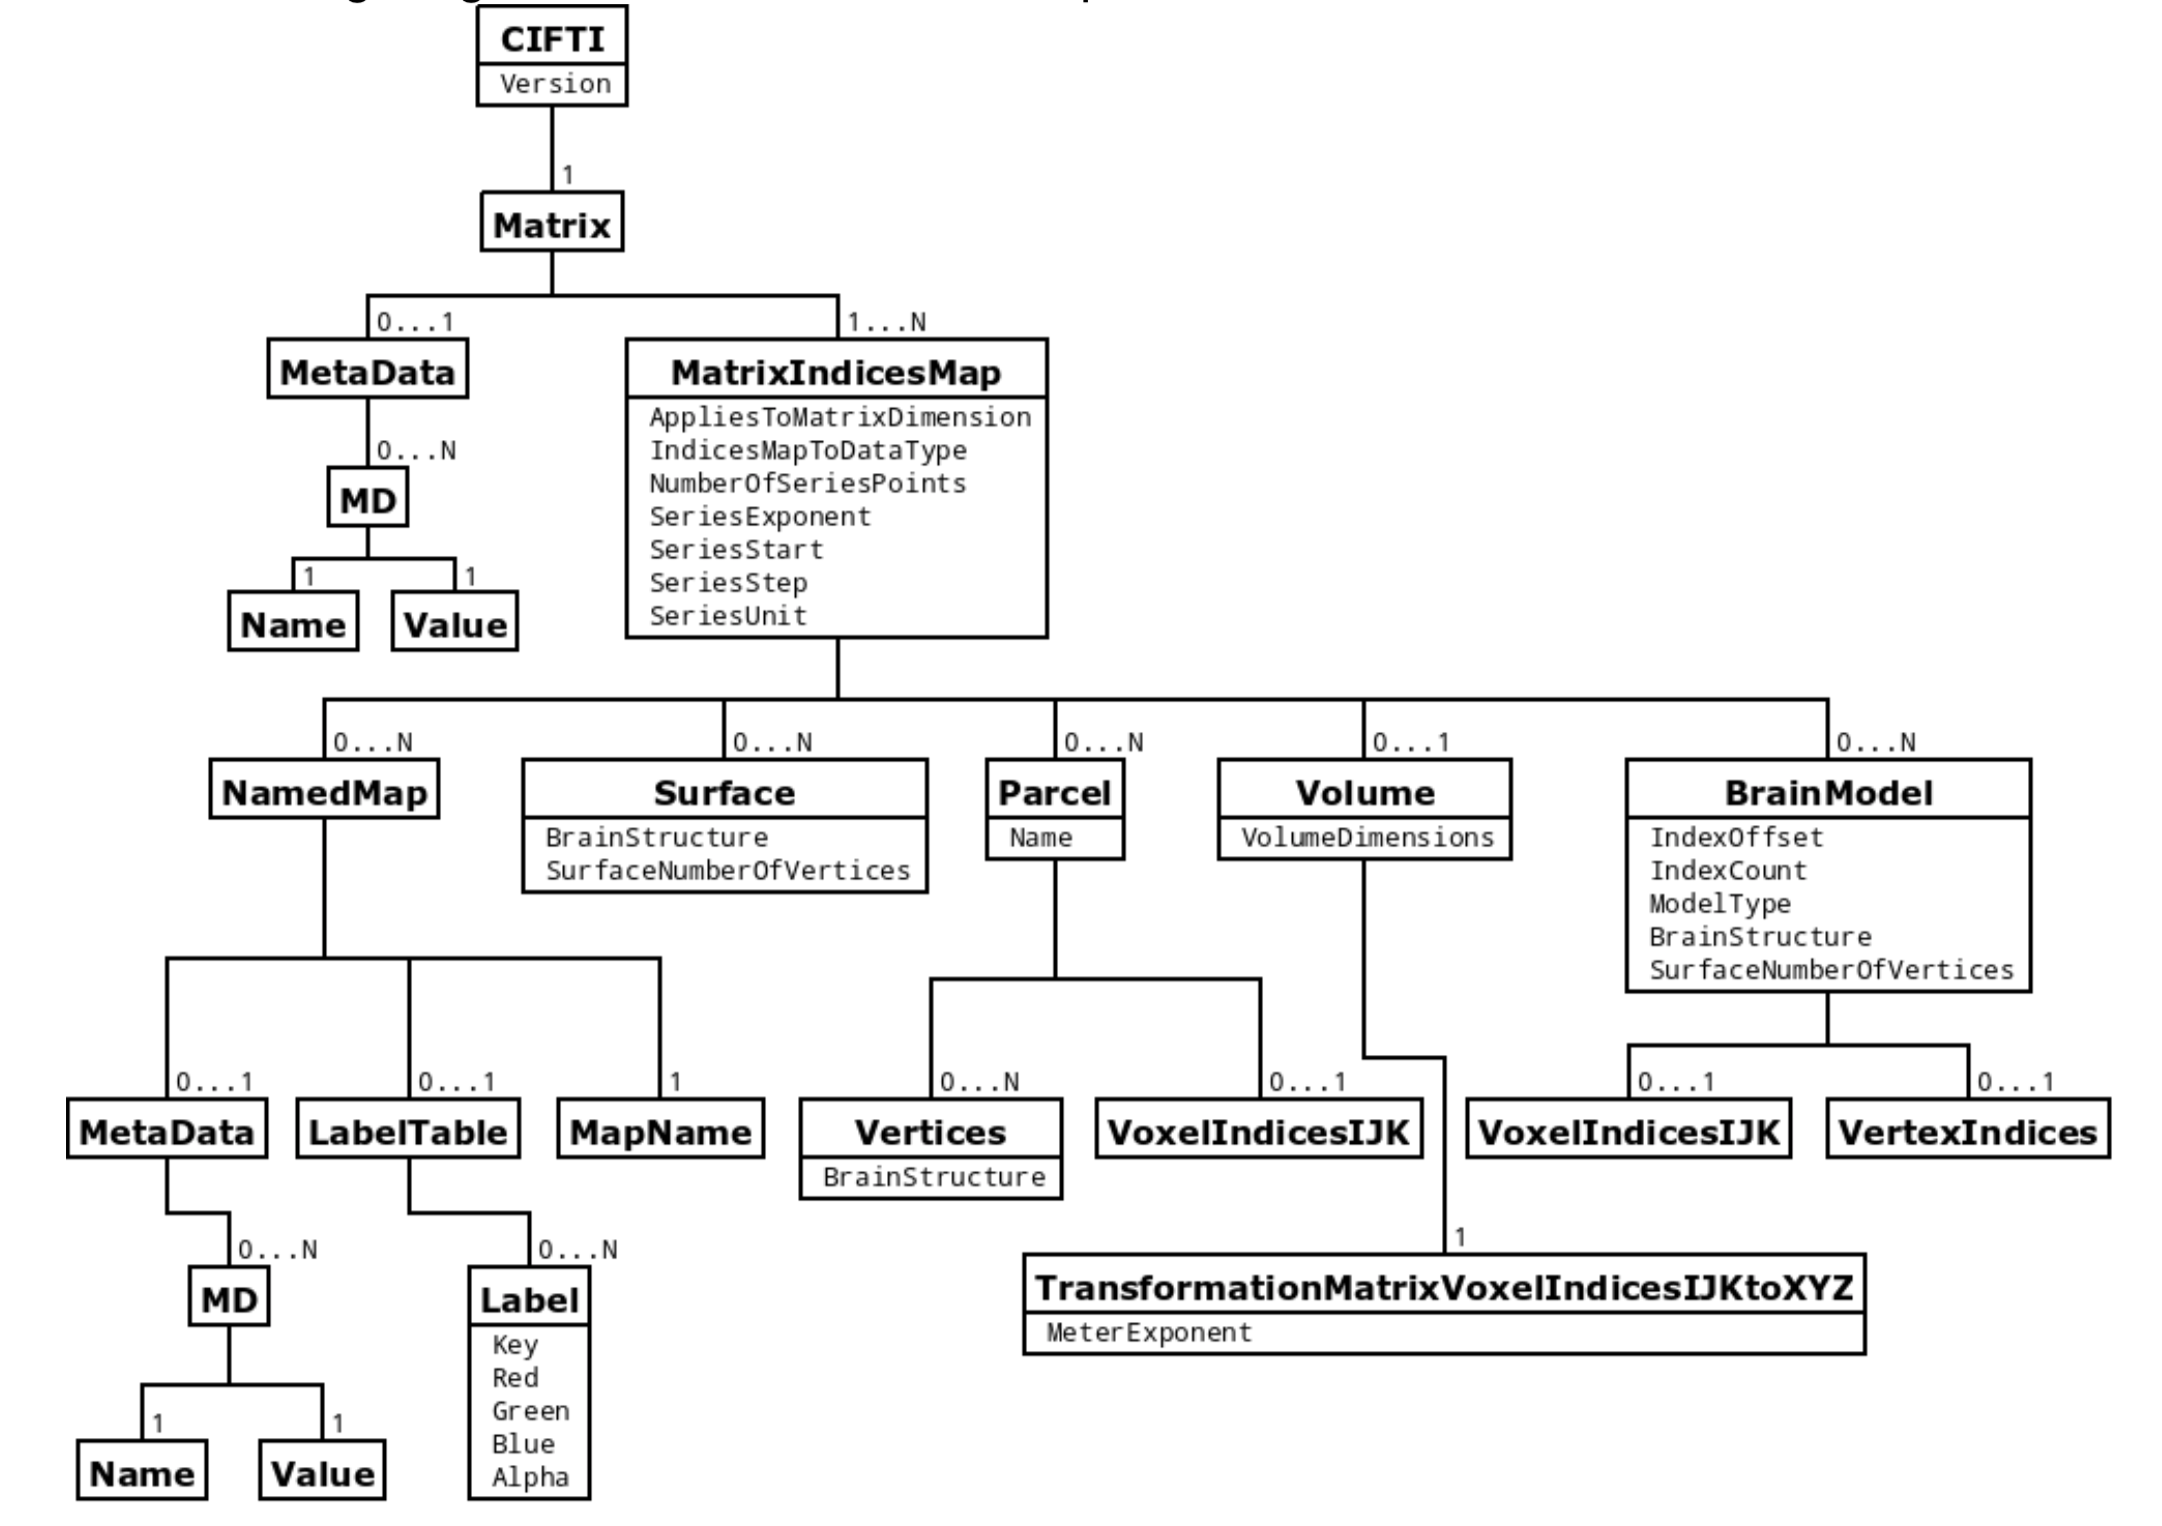 CIFTI
Version
1
Matrix
0...1
1...N
MetaData
MatrixIndicesMap
AppliesToMatrixDimension
IndicesMapToDataType
NumberOfSeriesPoints
SeriesExponent
SeriesStart
SeriesStep
SeriesUnit
0...N
MD
1
1
Name
Value
0...N
0...N
0...N
0...1
0...N
NamedMap
Surface
BrainStructure
SurfaceNumberOfVertices
Parcel
Name
Volume
VolumeDimensions
BrainModel
IndexOffset
IndexCount
ModelType
BrainStructure
SurfaceNumberOfVertices
0...1
0...1
1
0...N
0...1
0...1
0...1
MetaData
LabelTable
MapName
Vertices
BrainStructure
VoxelIndicesIJK
VoxelIndicesIJK
VertexIndices
0...N
0...N
1
MD
Label
Key
Red
Green
Blue
Alpha
TransformationMatrixVoxelIndicesIJKtoXYZ
MeterExponent
1
1
Name
Value